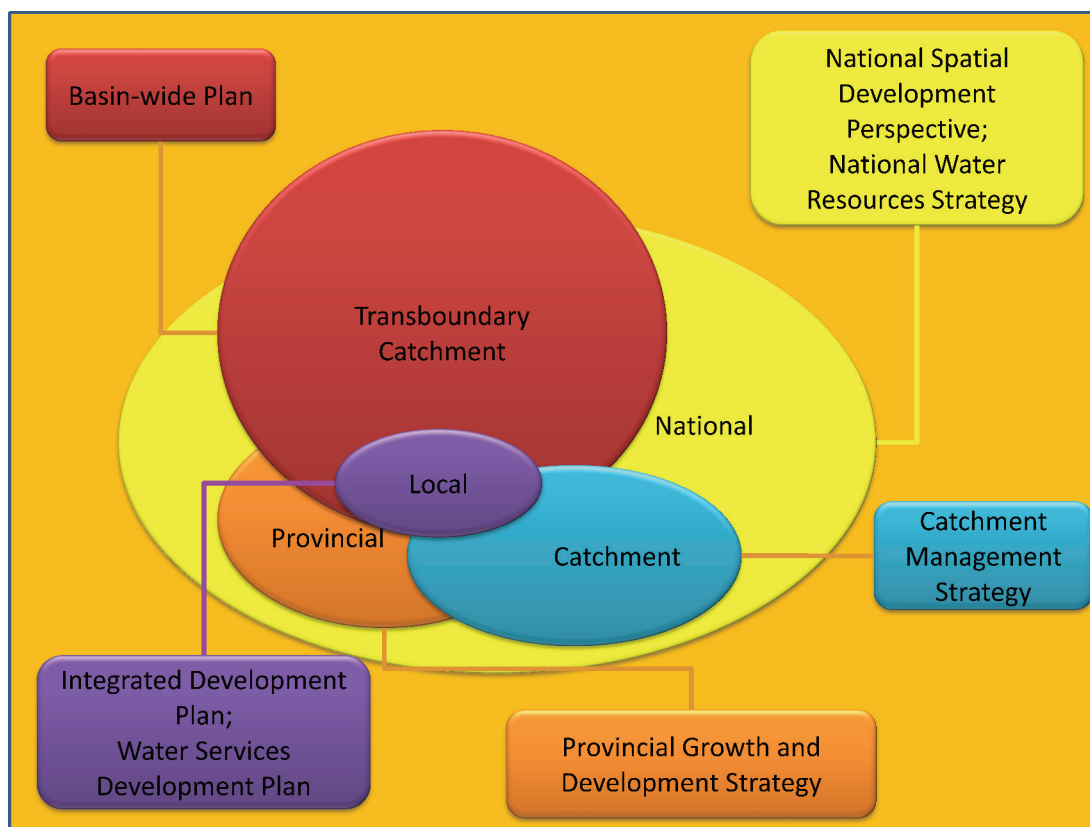 Basin-wide Plan
National Spatial
Development
Perspective;
National Water
Resources Strategy
Transboundary
Catchment
National
Local
Provincial
Catchment
Catchment
Management
Strategy
Integrated Development
Plan;
Water Services
Development Plan
Provincial Growth and
Development Strategy